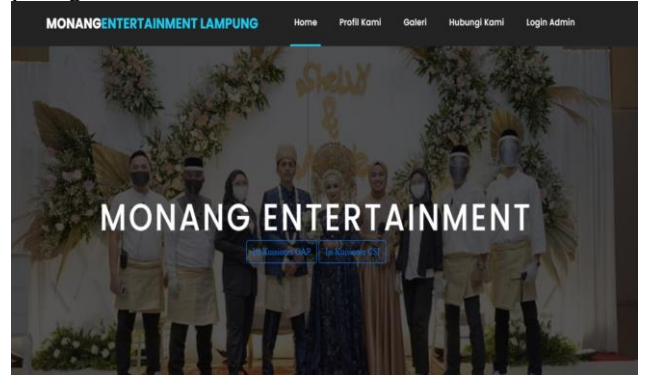 MONANGENTERTAINMENT LAMPUNG Home Profil Kami Galeri Hubungi Kami Login Admin
MONANG ENTERTAINMENT
Isi Kuisioner GAP Isi Kuisioner CSI